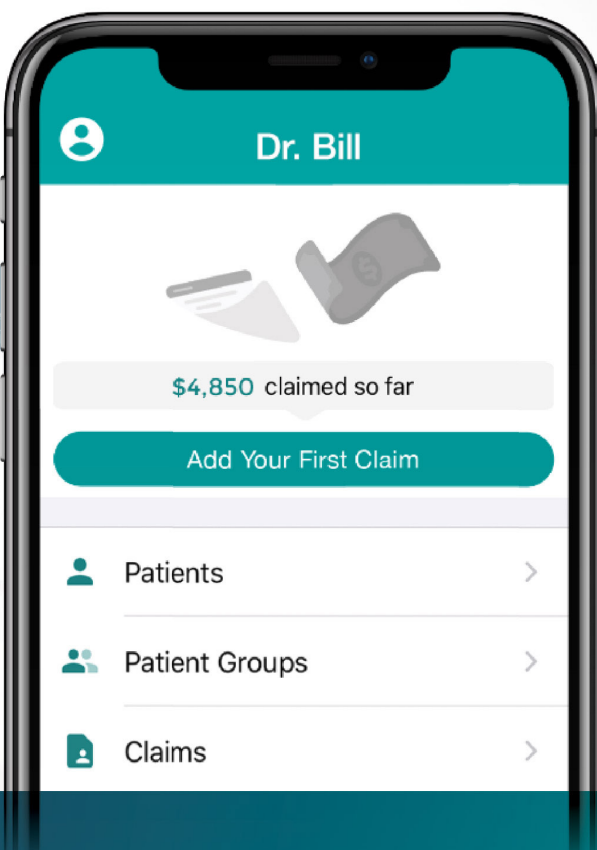 Dr. Bill
$4,850 claimed so far
Add Your First Claim
Patients
Patient Groups
Claims